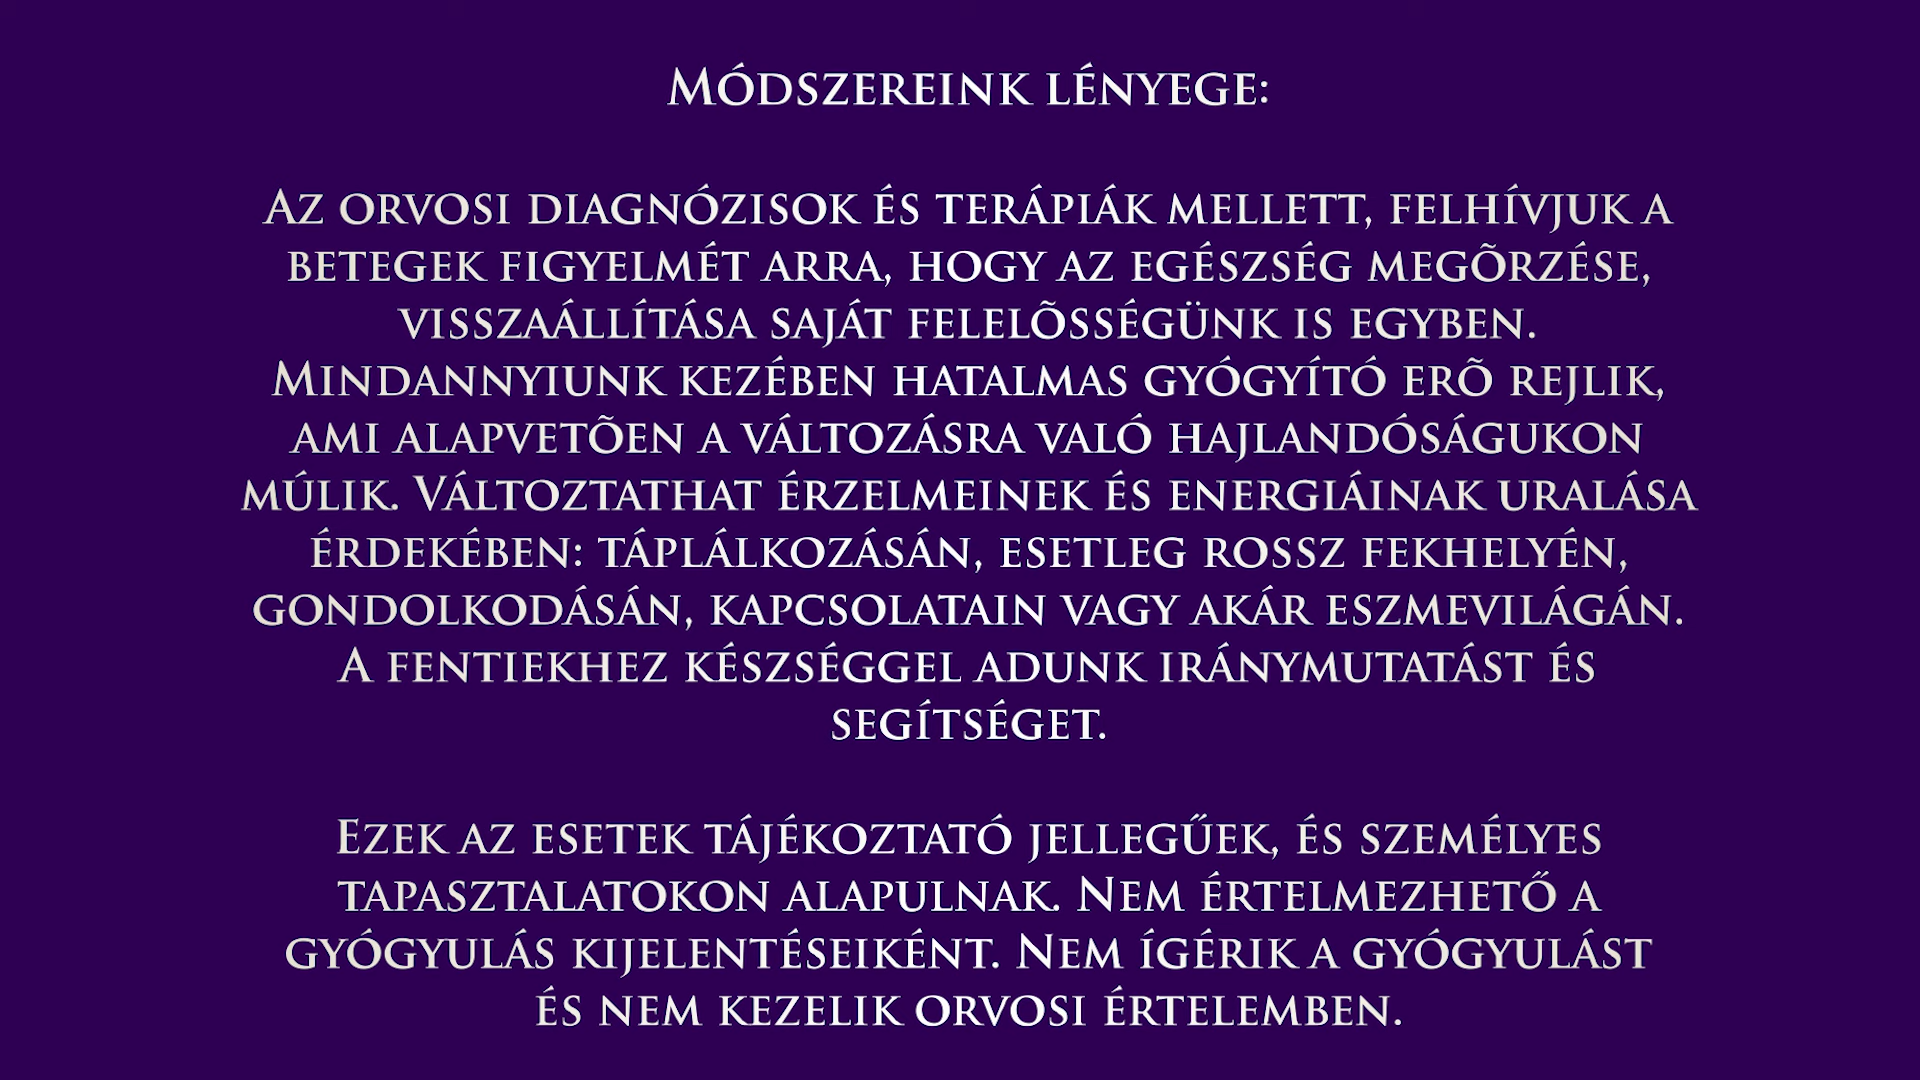 Módszereink lényege:
Az orvosi diagnózisok és terápiák mellett, felhívjuk a
betegek figyelmét arra, hogy az egészség megõrzése,
visszaállítása saját felelõsségünk is egyben.
Mindannyiunk kezében hatalmas gyógyító erõ rejlik,
ami alapvetõen a változásra való hajlandóságukon
múlik. Változtathat érzelmeinek és energiáinak uralása
érdekében: táplálkozásán, esetleg rossz fekhelyén,
gondolkodásán, kapcsolatain vagy akár eszmevilágán.
A fentiekhez készséggel adunk iránymutatást és
segítséget.
Ezek az esetek tájékoztató jellegűek, és személyes
tapasztalatokon alapulnak. Nem értelmezhető a
gyógyulás kijelentéseiként. Nem ígérik a gyógyulást
és nem kezelik orvosi értelemben.